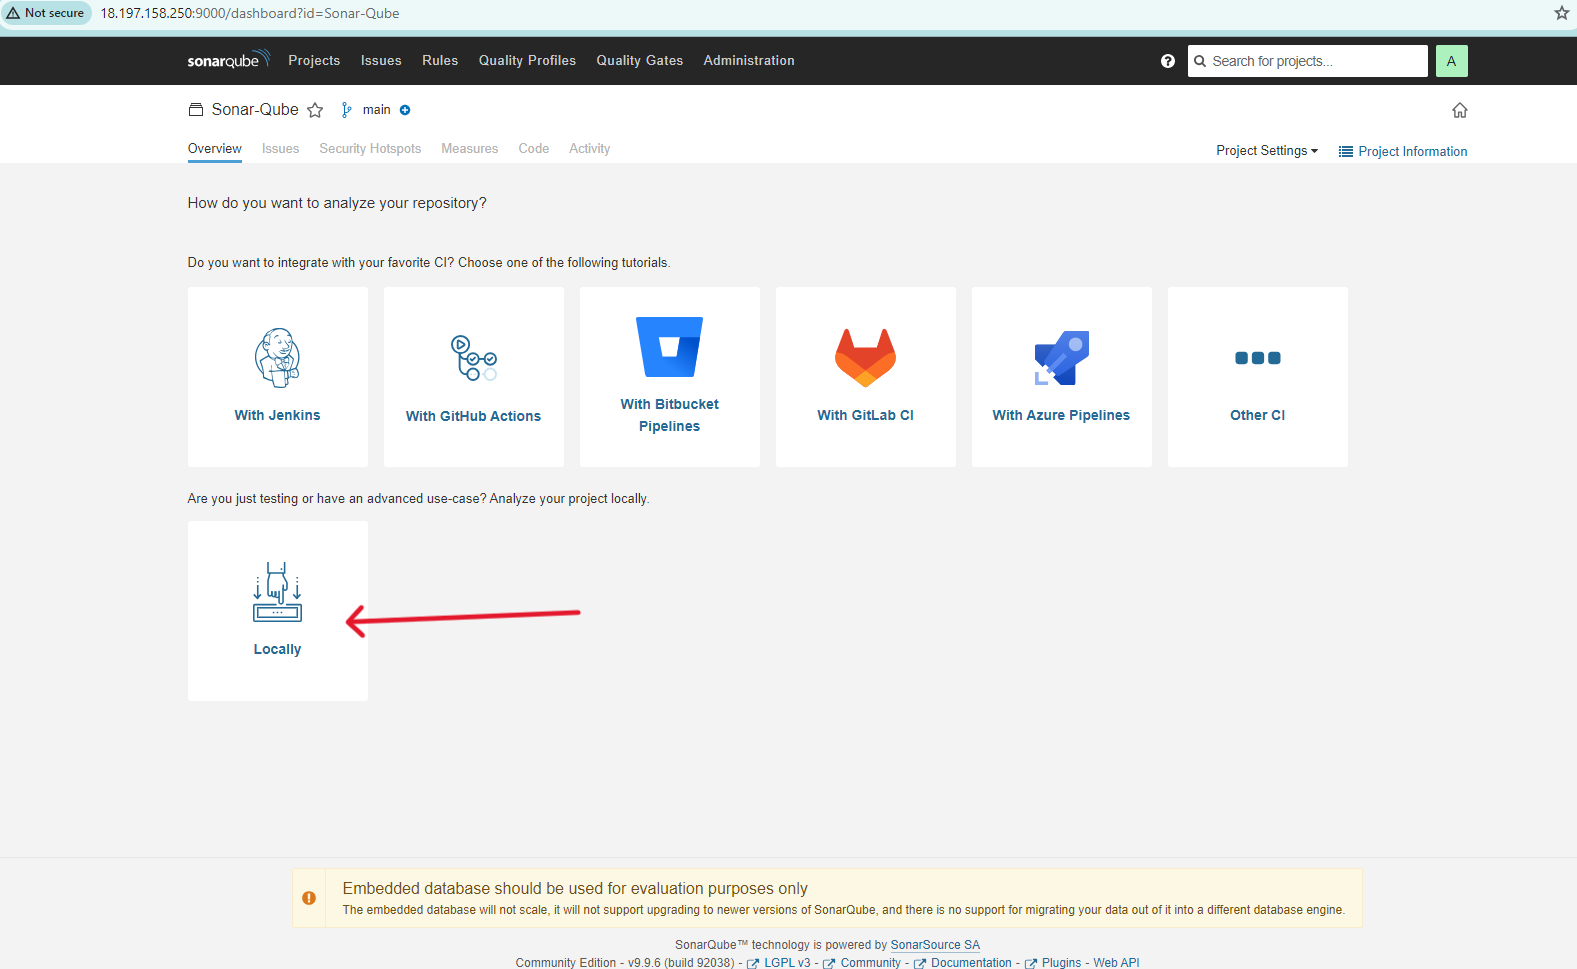 Not secure 18.197.158.250:9000/dashboard?id=Sonar-Qube
sonarqube Projects Issues Rules Quality Profiles Quality Gates Administration ? Search for projects... A
Sonar-Qube main
Overview Issues Security Hotspots Measures Code Activity Project Settings Project Information
How do you want to analyze your repository?
Do you want to integrate with your favorite CI? Choose one of the following tutorials.
With Jenkins
With GitHub Actions
With Bitbucket
Pipelines
With GitLab CI
With Azure Pipelines
Other CI
Are you just testing or have an advanced use-case? Analyze your project locally.
Locally
Embedded database should be used for evaluation purposes only
The embedded database will not scale, it will not support upgrading to newer versions of SonarQube, and there is no support for migrating your data out of it into a different database engine.
SonarQube™ technology is powered by SonarSource SA
Community Edition - v9.9.6 (build 92038) - LGPL v3 - Community - Documentation - Plugins - Web API